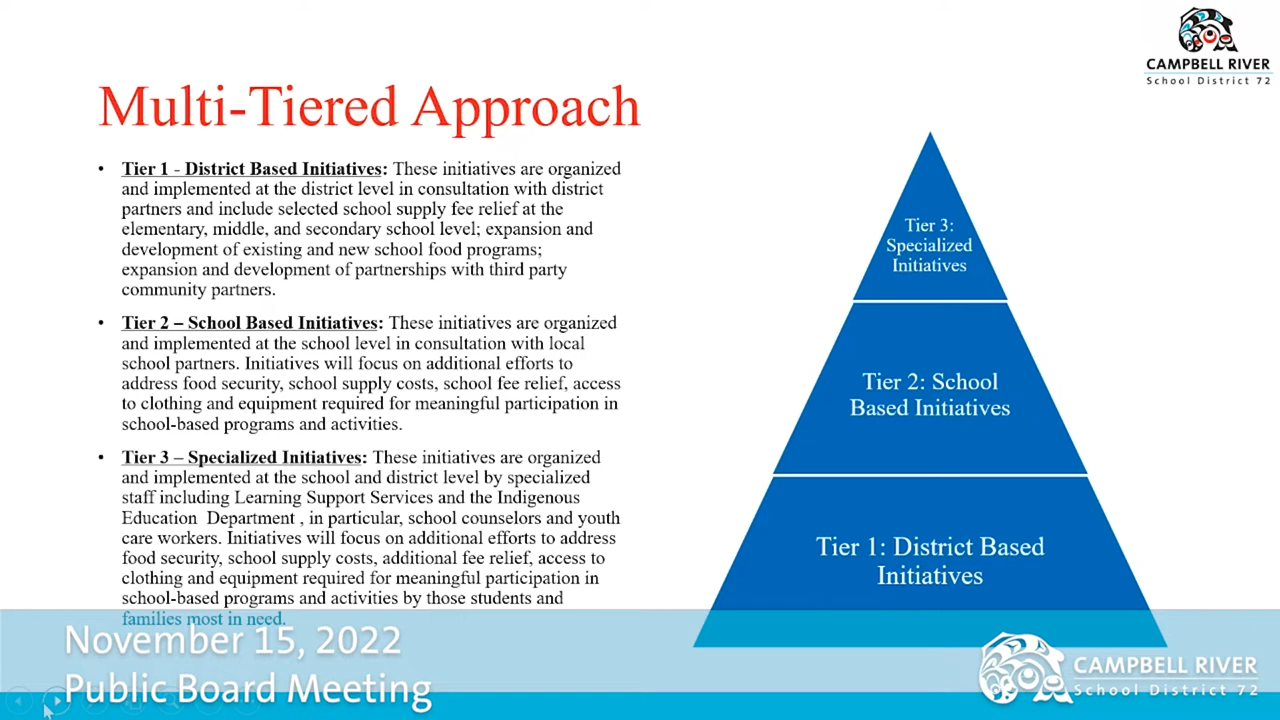 CAMPBELL RIVER
School District 72
Multi-Tiered Approach
• Tier 1 - District Based Initiatives: These initiatives are organized
and implemented at the district level in consultation with district
partners and include selected school supply fee relief at the
elementary, middle, and secondary school level; expansion and
development of existing and new school food programs;
expansion and development of partnerships with third party
community partners.
• Tier 2 – School Based Initiatives: These initiatives are organized
and implemented at the school level in consultation with local
school partners. Initiatives will focus on additional efforts to
address food security, school supply costs, school fee relief, access
to clothing and equipment required for meaningful participation in
school-based programs and activities.
• Tier 3 – Specialized Initiatives: These initiatives are organized
and implemented at the school and district level by specialized
staff including Learning Support Services and the Indigenous
Education Department , in particular, school counselors and youth
care workers. Initiatives will focus on additional efforts to address
food security, school supply costs, additional fee relief, access to
clothing and equipment required for meaningful participation in
school-based programs and activities by those students and
families most in need.
Tier 3:
Specialized
Initiatives
Tier 2: School
Based Initiatives
Tier 1: District Based
Initiatives
November 15, 2022
Public Board Meeting
CAMPBELL RIVER
School District 72